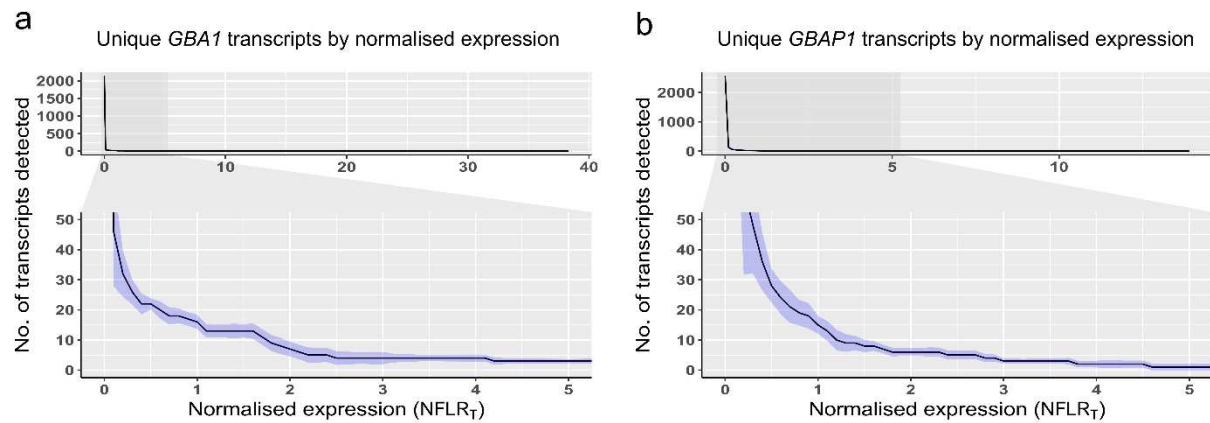 a
Unique GBA1 transcripts by normalised expression
No. of transcripts detected
2000
1500
1000
500
0
0 10 20 30 40
50
40
30
20
10
0
0 1 2 3 4 5
Normalised expression (NFLR_T)
b
Unique GBAP1 transcripts by normalised expression
No. of transcripts detected
2000
1000
0
0 5 10
50
40
30
20
10
0
0 1 2 3 4 5
Normalised expression (NFLR_T)